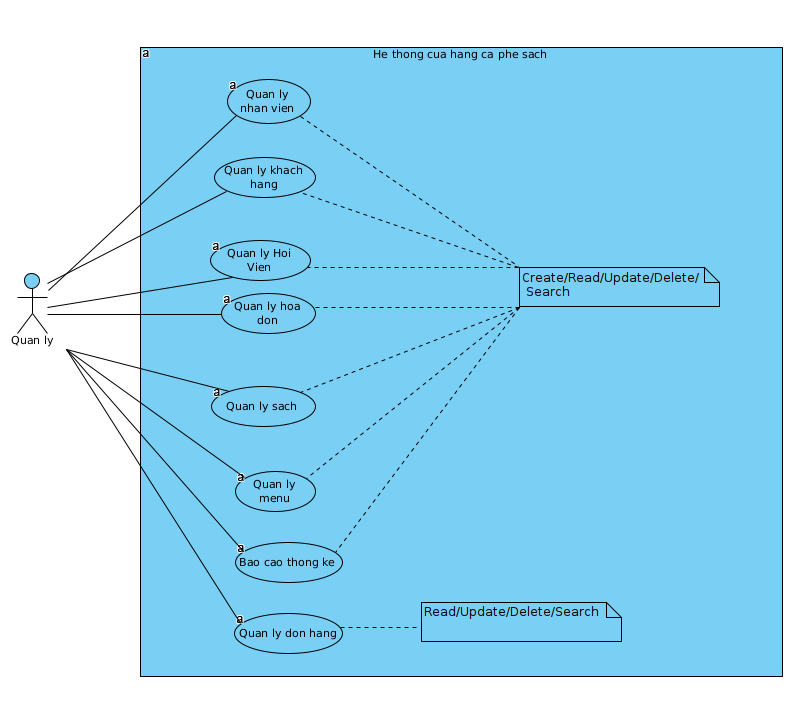 a
He thong cua hang ca phe sach
a
Quan ly
nhan vien
Quan ly khach
hang
a
Quan ly Hoi
Vien
Create/Read/Update/Delete/
Search
a
Quan ly hoa
don
Quan ly
a
Quan ly sach
a
Quan ly
menu
a
Bao cao thong ke
a
Quan ly don hang
Read/Update/Delete/Search